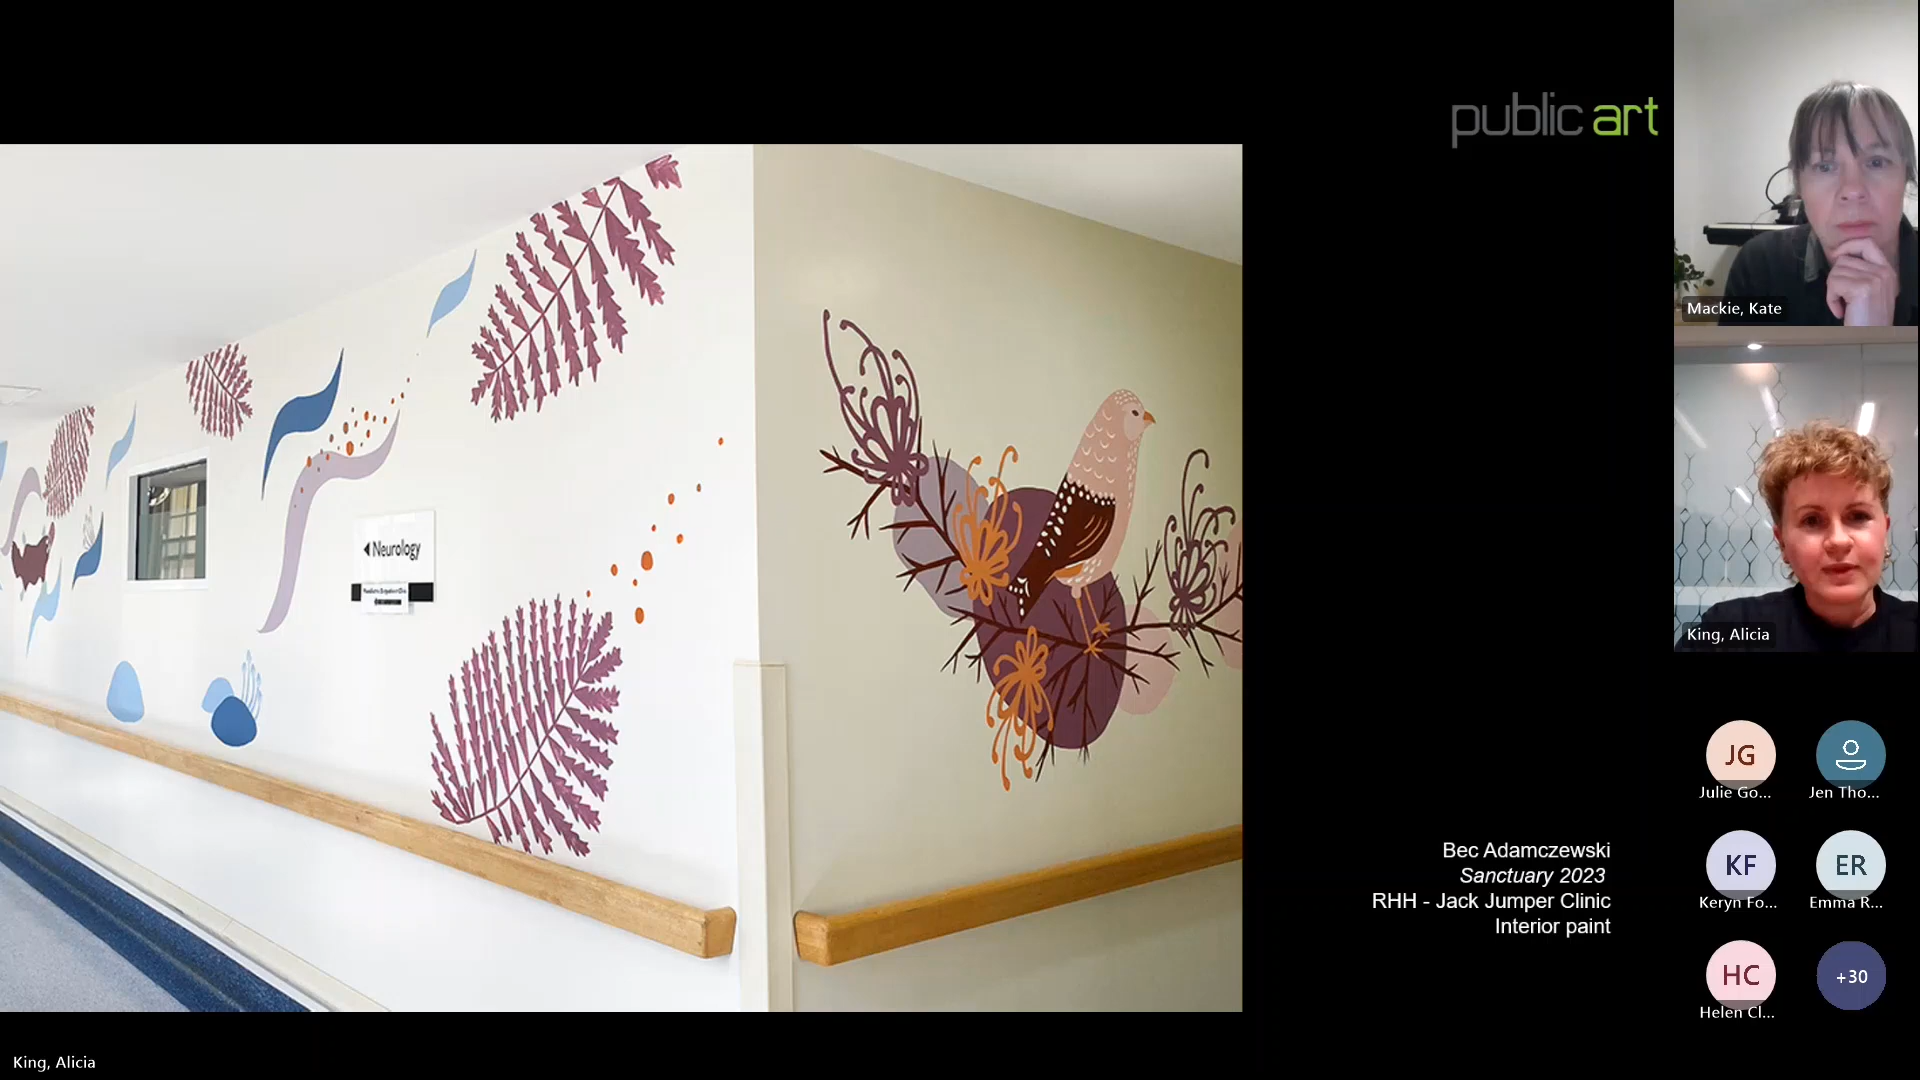 public art
Mackie, Kate
◀Neurology
King, Alicia
JG
Julie Go...
Jen Tho...
Bec Adamczewski
Sanctuary 2023
RHH - Jack Jumper Clinic
Interior paint
KF
Keryn Fo...
ER
Emma R...
HC
Helen Cl...
+30
King, Alicia